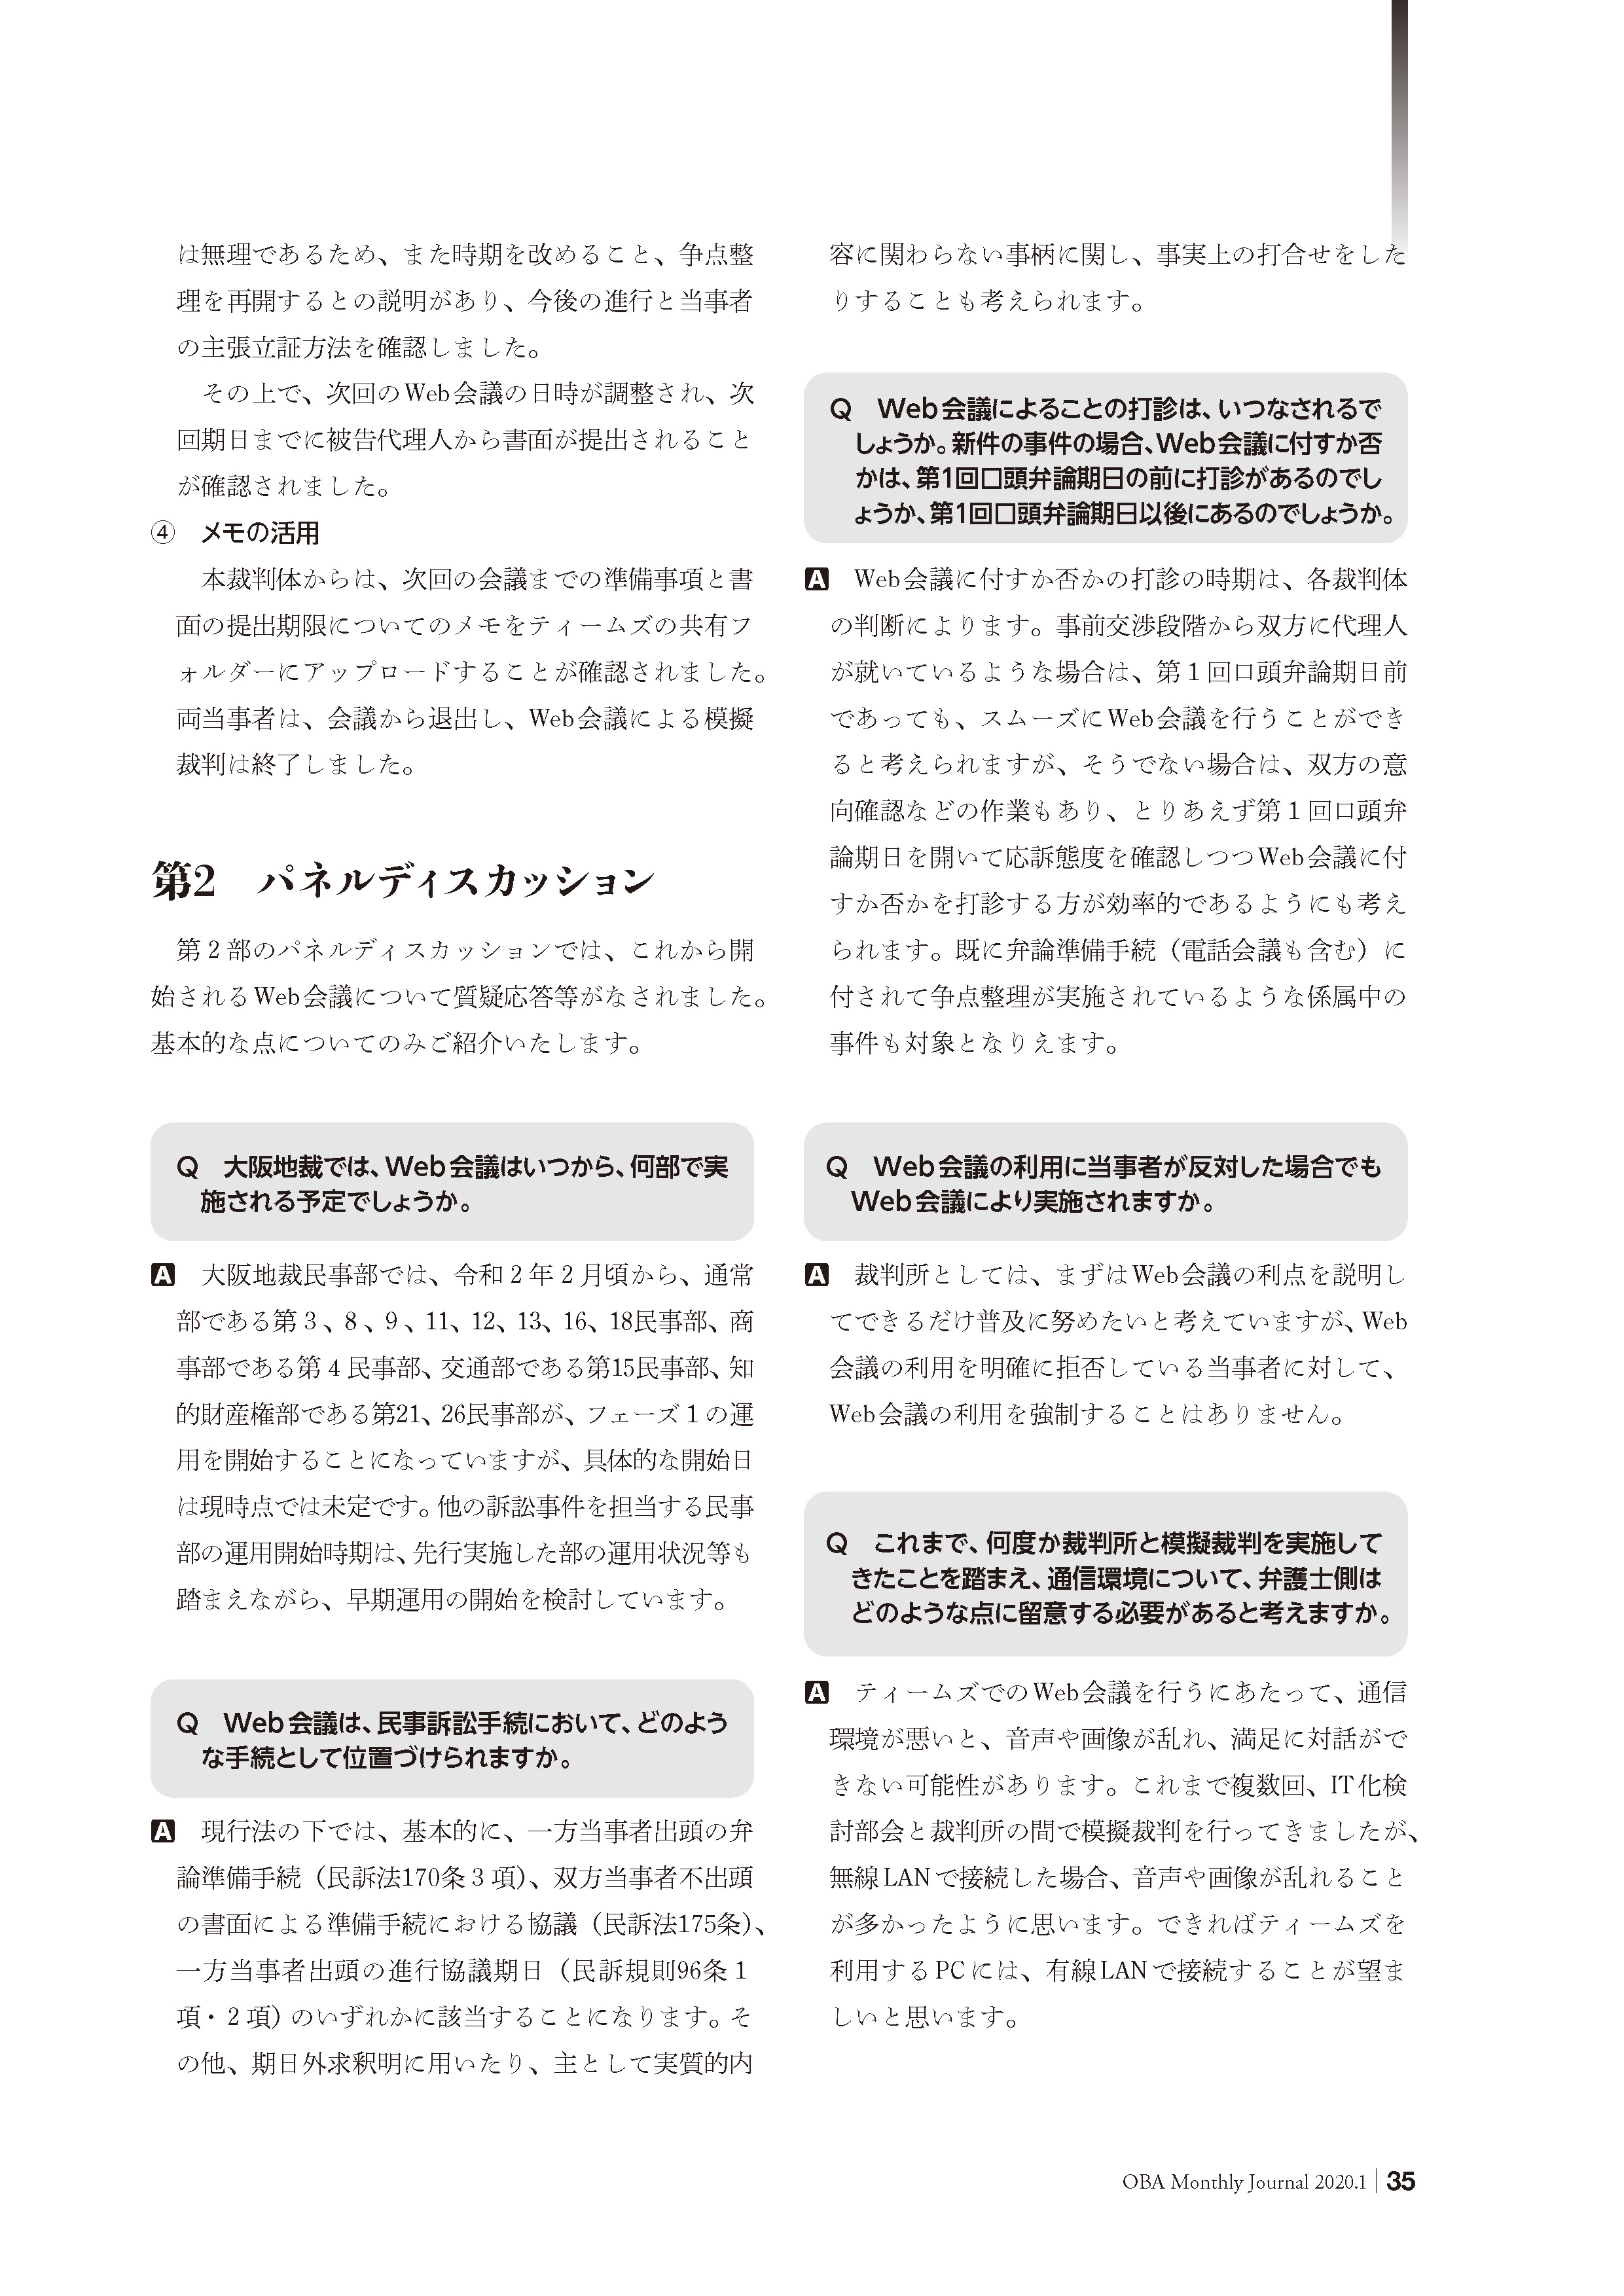 は無理であるため、また時期を改めること、争点整
理を再開するとの説明があり、今後の進行と当事者
の主張立証方法を確認しました。
その上で、次回のWeb会議の日時が調整され、次
回期日までに被告代理人から書面が提出されること
が確認されました。
④　メモの活用
本裁判体からは、次回の会議までの準備事項と書
面の提出期限についてのメモをティームズの共有フ
ォルダーにアップロードすることが確認されました。
両当事者は、会議から退出し、Web会議による模擬
裁判は終了しました。
第2　パネルディスカッション
第２部のパネルディスカッションでは、これから開
始されるWeb会議について質疑応答等がなされました。
基本的な点についてのみご紹介いたします。
Q　大阪地裁では、Web会議はいつから、何部で実
施される予定でしょうか。
A　大阪地裁民事部では、令和２年２月頃から、通常
部である第３、８、９、11、12、13、16、18民事部、商
事部である第４民事部、交通部である第15民事部、知
的財産権部である第21、26民事部が、フェーズ１の運
用を開始することになっていますが、具体的な開始日
は現時点では未定です。他の訴訟事件を担当する民事
部の運用開始時期は、先行実施した部の運用状況等も
踏まえながら、早期運用の開始を検討しています。
Q　Web会議は、民事訴訟手続において、どのよう
な手続として位置づけられますか。
A　現行法の下では、基本的に、一方当事者出頭の弁
論準備手続（民訴法170条３項）、双方当事者不出頭
の書面による準備手続における協議（民訴法175条）、
一方当事者出頭の進行協議期日（民訴規則96条１
項・２項）のいずれかに該当することになります。そ
の他、期日外求釈明に用いたり、主として実質的内
容に関わらない事柄に関し、事実上の打合せをした
りすることも考えられます。
Q　Web会議によることの打診は、いつなされるで
しょうか。新件の事件の場合、Web会議に付すか否
かは、第1回口頭弁論期日の前に打診があるのでし
ょうか、第1回口頭弁論期日以後にあるのでしょうか。
A　Web会議に付すか否かの打診の時期は、各裁判体
の判断によります。事前交渉段階から双方に代理人
が就いているような場合は、第１回口頭弁論期日前
であっても、スムーズにWeb会議を行うことができ
ると考えられますが、そうでない場合は、双方の意
向確認などの作業もあり、とりあえず第１回口頭弁
論期日を開いて応訴態度を確認しつつWeb会議に付
すか否かを打診する方が効率的であるようにも考え
られます。既に弁論準備手続（電話会議も含む）に
付されて争点整理が実施されているような係属中の
事件も対象となりえます。
Q　Web会議の利用に当事者が反対した場合でも
Web会議により実施されますか。
A　裁判所としては、まずはWeb会議の利点を説明し
てできるだけ普及に努めたいと考えていますが、Web
会議の利用を明確に拒否している当事者に対して、
Web会議の利用を強制することはありません。
Q　これまで、何度か裁判所と模擬裁判を実施して
きたことを踏まえ、通信環境について、弁護士側は
どのような点に留意する必要があると考えますか。
A　ティームズでのWeb会議を行うにあたって、通信
環境が悪いと、音声や画像が乱れ、満足に対話がで
きない可能性があります。これまで複数回、IT化検
討部会と裁判所の間で模擬裁判を行ってきましたが、
無線LANで接続した場合、音声や画像が乱れること
が多かったように思います。できればティームズを
利用するPCには、有線LANで接続することが望ま
しいと思います。
OBA Monthly Journal 2020.1 | 35